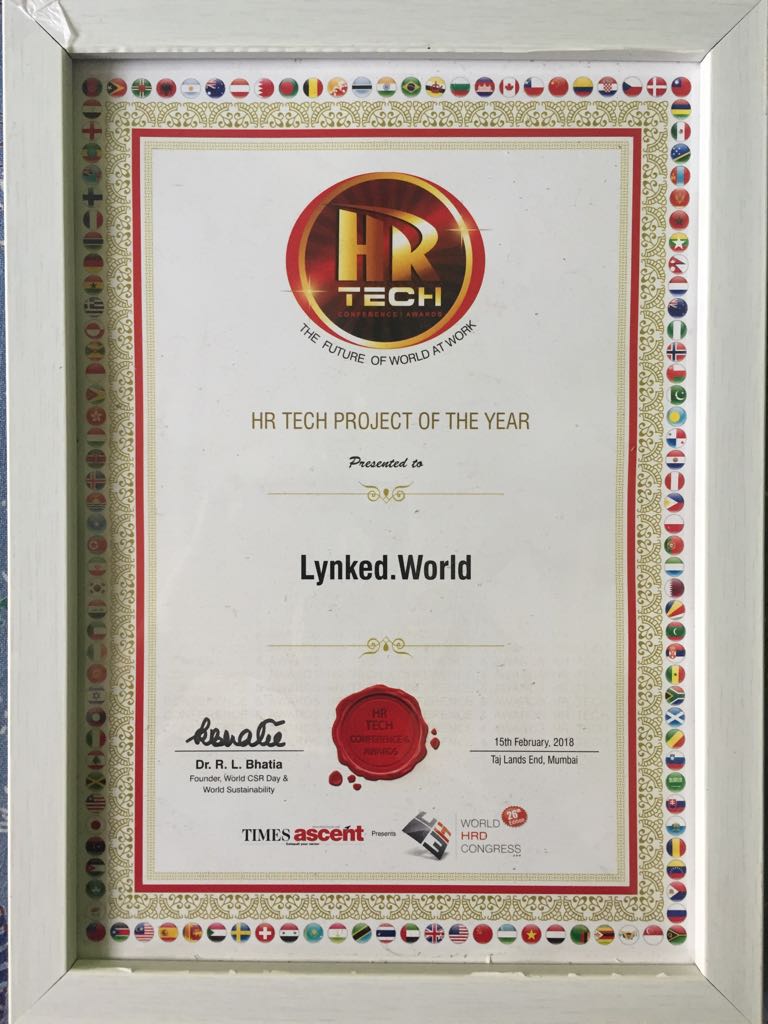 HR
TECH
CONFERENCE | AWARDS
THE FUTURE OF WORLD AT WORK
HR TECH PROJECT OF THE YEAR
Presented to
Lynked.World
HR
TECH
CONFERENCE &
AWARDS
Dr. R. L. Bhatia
Founder, World CSR Day &
World Sustainability
15th February, 2018
Taj Lands End, Mumbai
TIMES ascent
Presents
WORLD
HRD
CONGRESS
26th
Edition